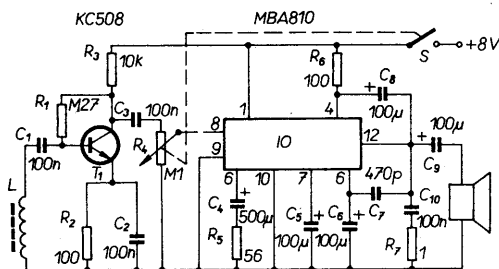 KC508
MBA810
S
+8V
R3
10k
R6
100
C8
100µ
R1
M27
C3
100n
1
4
8
IO
12
100µ
C9
C1
100n
T1
R4
M1
9
6
10
7
6
470p
C7
C10
100n
L
R2
100
C2
100n
C4
500µ
R5
56
C5
100µ
C6
100µ
R7
1
+
+
+
+
+